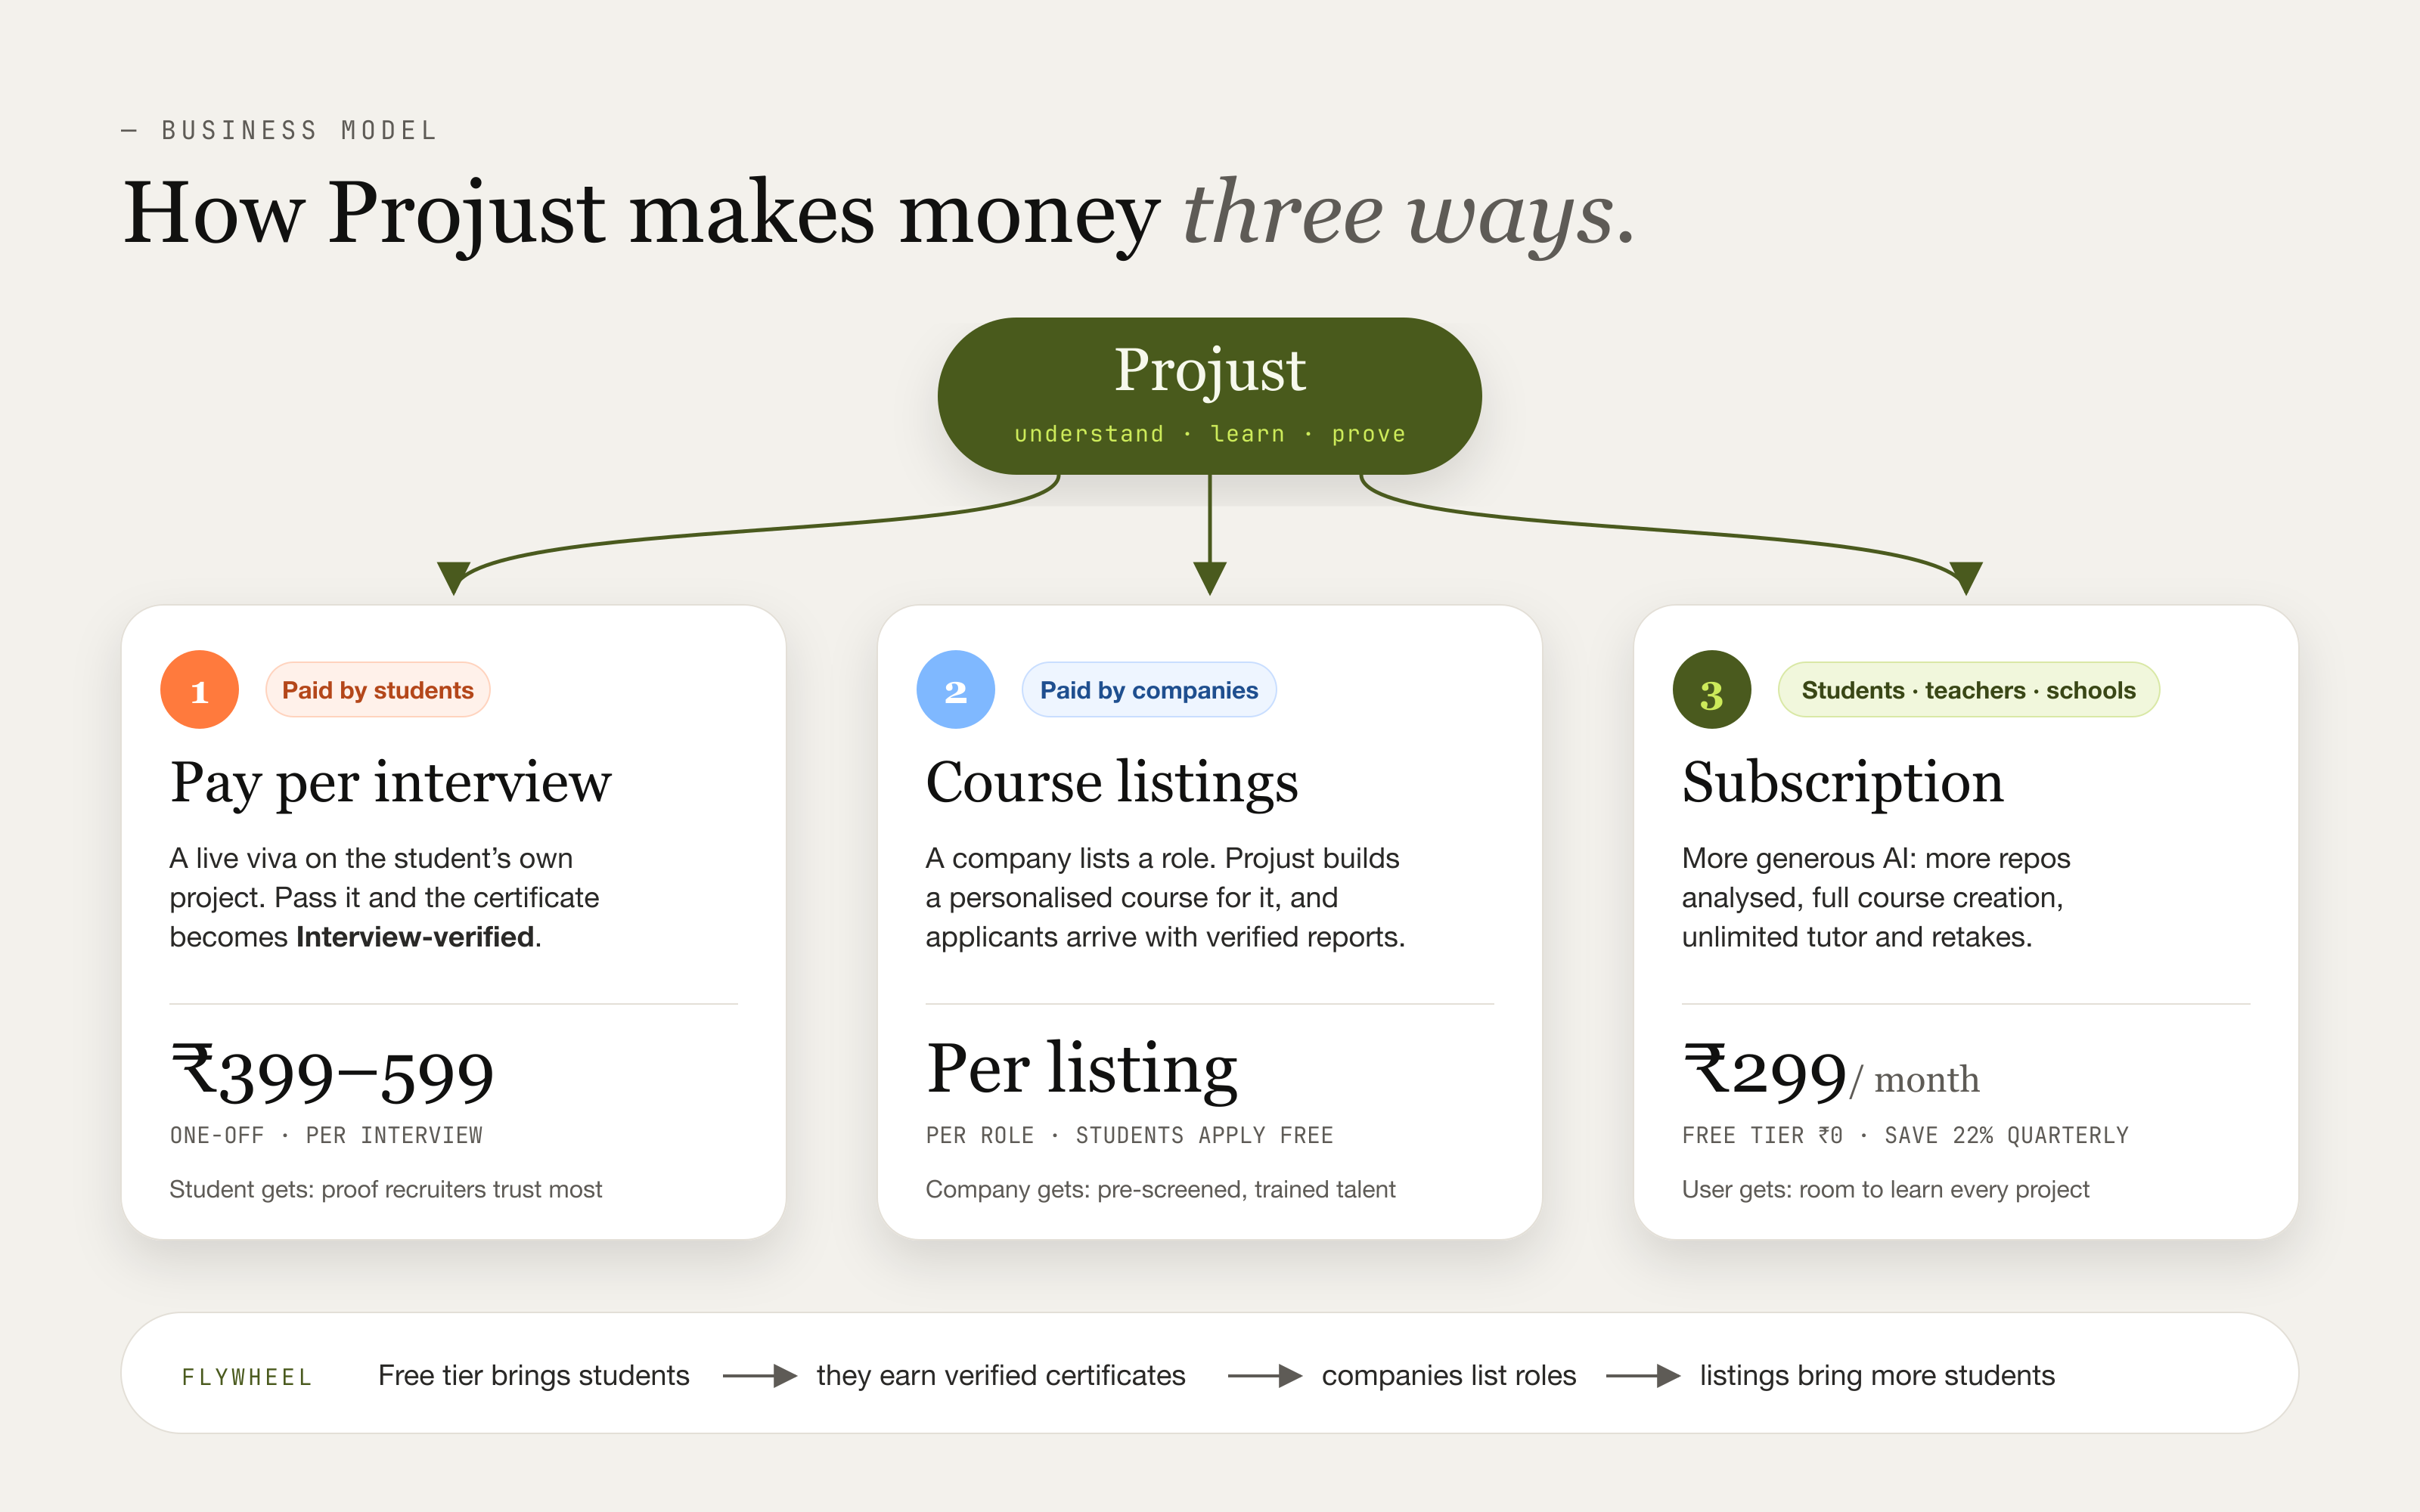 — BUSINESS MODEL
How Projust makes money three ways.
Projust
understand · learn · prove
1
Paid by students
Pay per interview
A live viva on the student’s own
project. Pass it and the certificate
becomes Interview-verified.
₹399–599
ONE-OFF · PER INTERVIEW
Student gets: proof recruiters trust most
2
Paid by companies
Course listings
A company lists a role. Projust builds
a personalised course for it, and
applicants arrive with verified reports.
Per listing
PER ROLE · STUDENTS APPLY FREE
Company gets: pre-screened, trained talent
3
Students · teachers · schools
Subscription
More generous AI: more repos
analysed, full course creation,
unlimited tutor and retakes.
₹299/ month
FREE TIER ₹0 · SAVE 22% QUARTERLY
User gets: room to learn every project
FLYWHEEL Free tier brings students → they earn verified certificates → companies list roles → listings bring more students